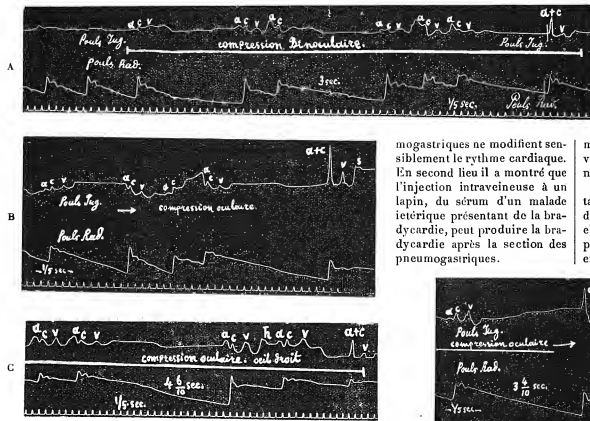 A
a c v a c v a c a c v a c v a c v a+c v
Pouls Jug. compression Binoculaire. Pouls Jug.
Pouls Rad.
3 sec.
1/5 sec. Pouls Rad.
B
a c v a c v a c a c v a+c v s
Pouls Jug. → compression oculaire.
Pouls Rad.
-1/5 sec-
mogastriques ne modifient sen-
siblement le rythme cardiaque.
En second lieu il a montré que
l'injection intraveineuse à un
lapin, du sérum d'un malade
ictérique présentant de la bra-
dycardie, peut produire la bra-
dycardie après la section des
pneumogastriques.
C
a c v a c v a c v h a c v a+c v
compression oculaire: oeil droit
4 6/10 sec.
1/5 sec.
a c v
Pouls Jug.
compression oculaire →
Pouls Rad.
3 4/10 sec.
-1/5 sec-